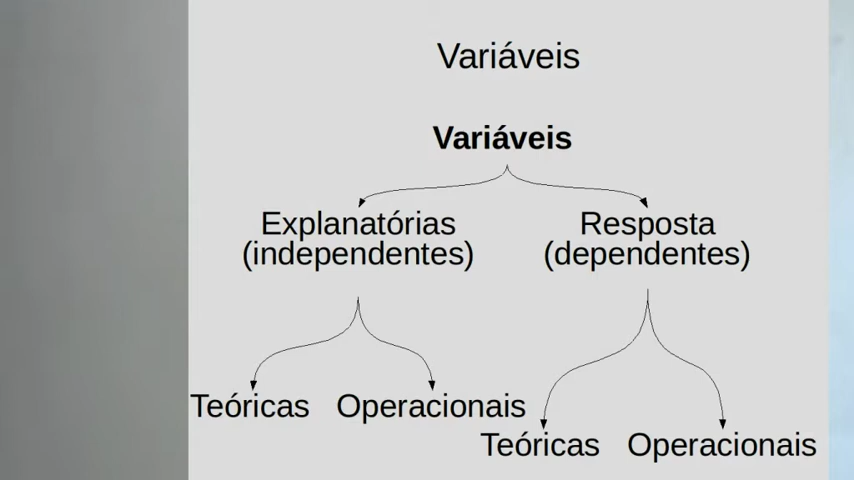 Variáveis
Variáveis
Explanatórias
(independentes)
Resposta
(dependentes)
Teóricas
Operacionais
Teóricas
Operacionais